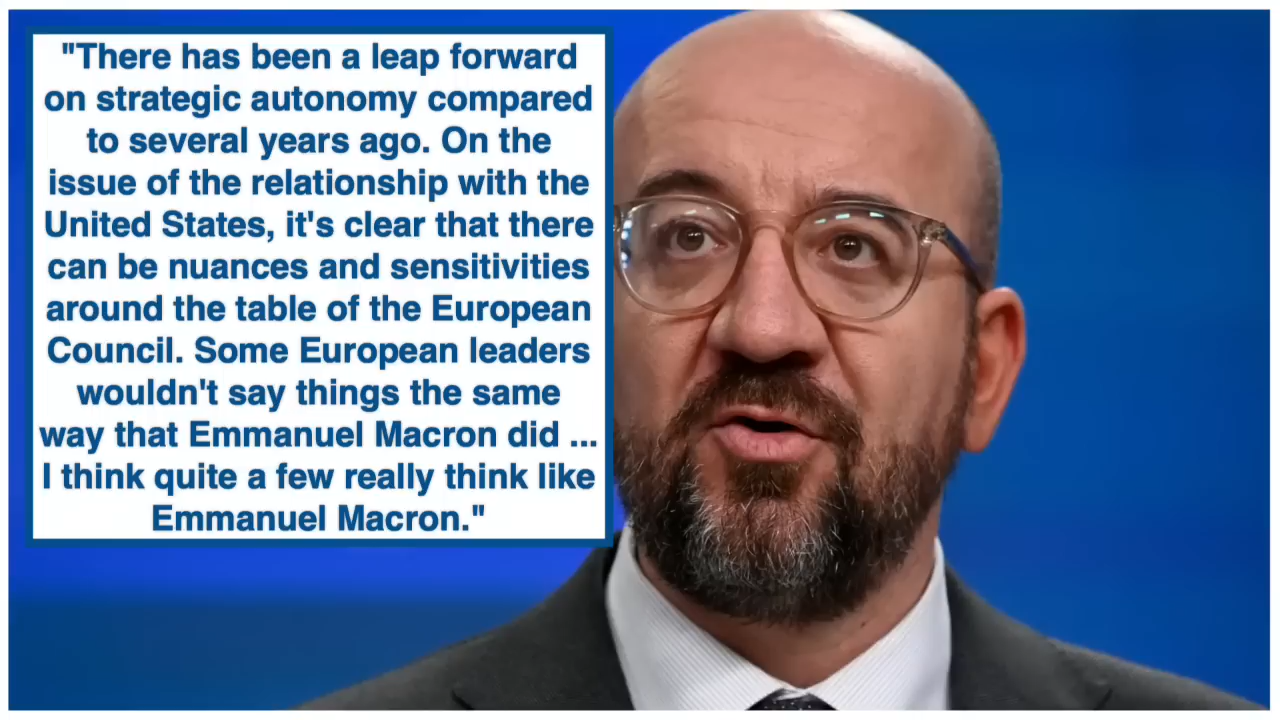 "There has been a leap forward
on strategic autonomy compared
to several years ago. On the
issue of the relationship with the
United States, it's clear that there
can be nuances and sensitivities
around the table of the European
Council. Some European leaders
wouldn't say things the same
way that Emmanuel Macron did ...
I think quite a few really think like
Emmanuel Macron."